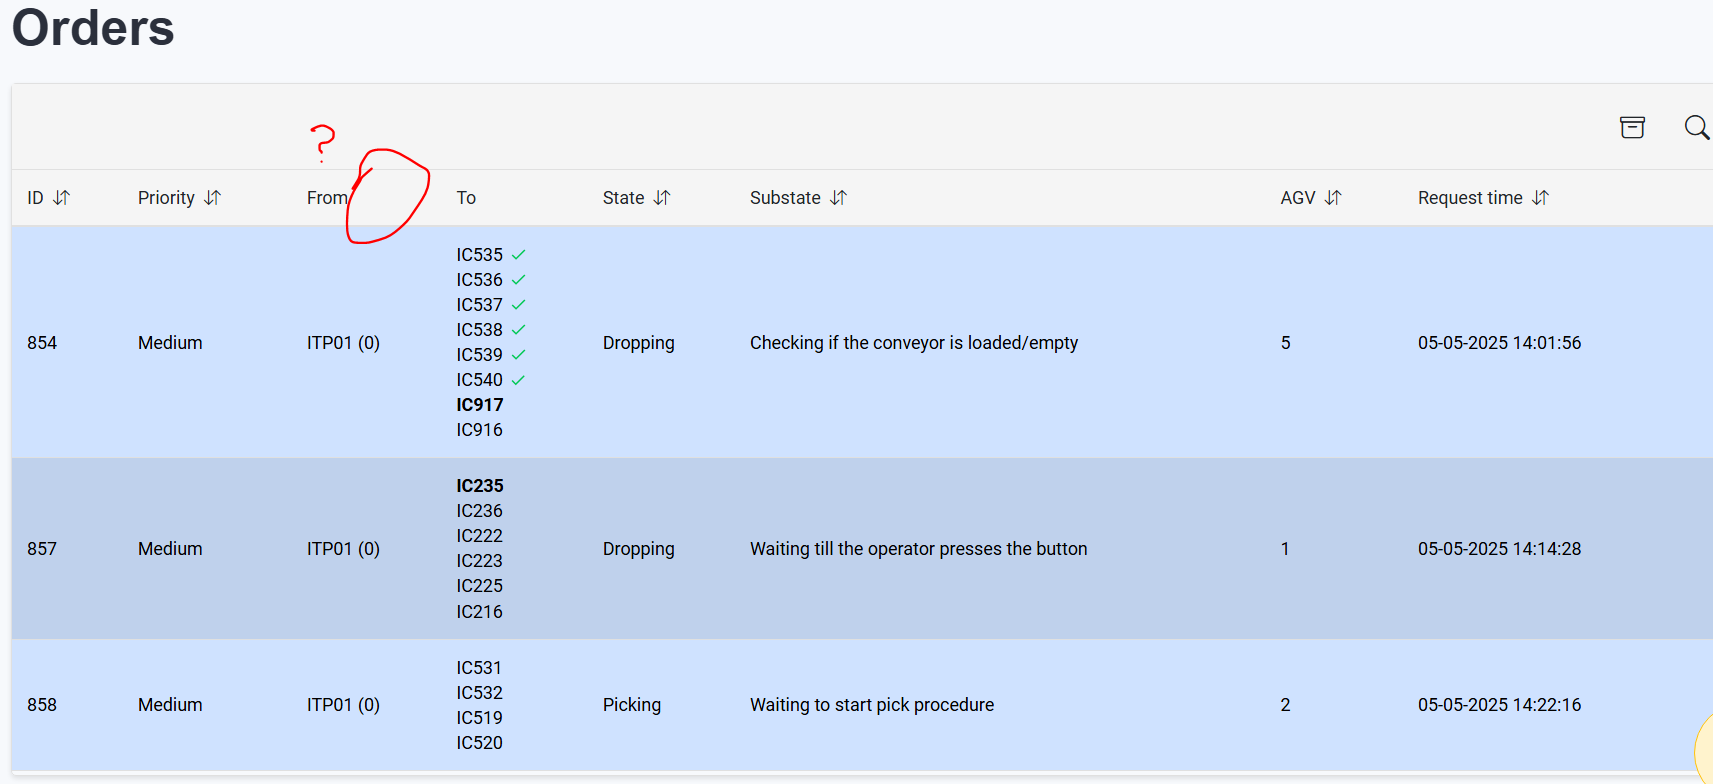 Orders
?
ID Priority From To State Substate AGV Request time
854 Medium ITP01 (0) IC535 ✓ Dropping Checking if the conveyor is loaded/empty 5 05-05-2025 14:01:56
IC536 ✓
IC537 ✓
IC538 ✓
IC539 ✓
IC540 ✓
IC917
IC916
857 Medium ITP01 (0) IC235 Dropping Waiting till the operator presses the button 1 05-05-2025 14:14:28
IC236
IC222
IC223
IC225
IC216
858 Medium ITP01 (0) IC531 Picking Waiting to start pick procedure 2 05-05-2025 14:22:16
IC532
IC519
IC520